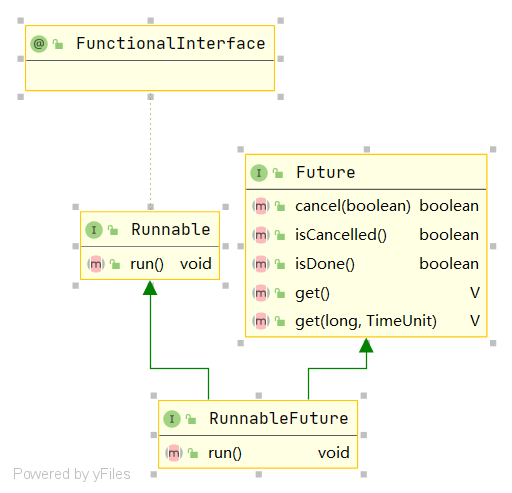 FunctionalInterface
Future
cancel(boolean) boolean
isCancelled() boolean
isDone() boolean
get() V
get(long, TimeUnit) V
Runnable
run() void
RunnableFuture
run() void
Powered by yFiles